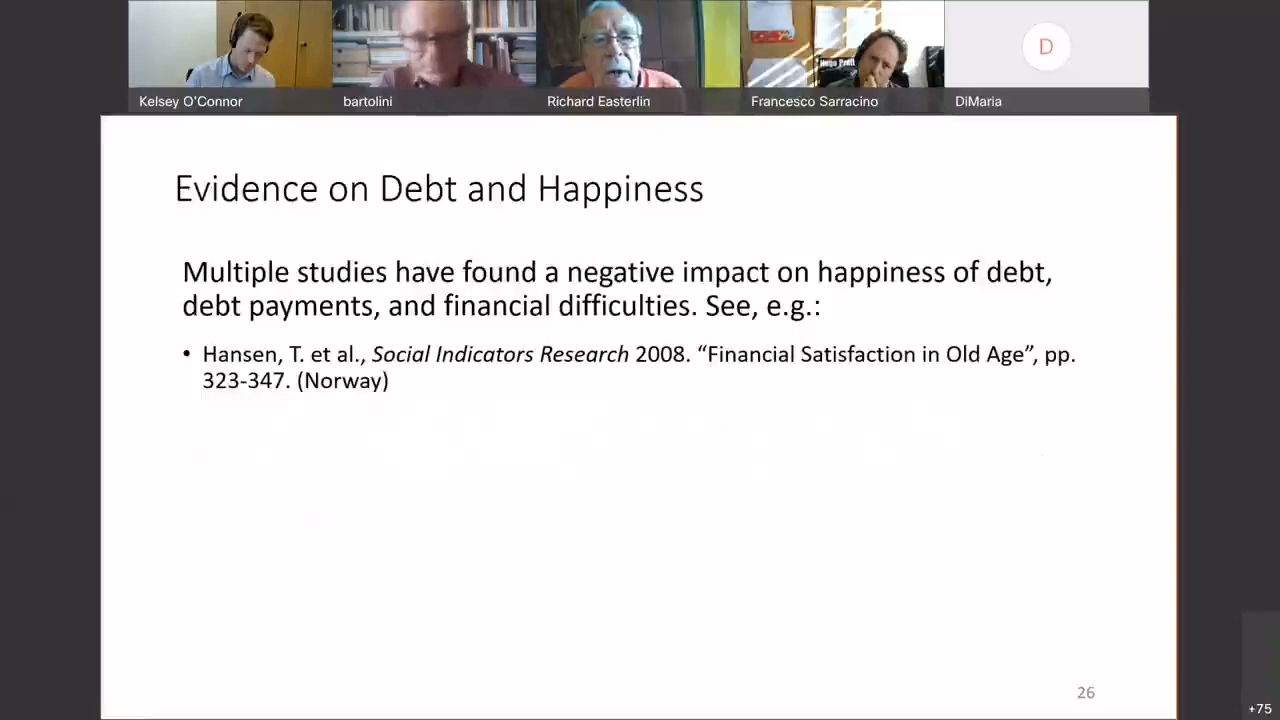 Hugo Pratt
D
Kelsey O'Connor
bartolini
Richard Easterlin
Francesco Sarracino
DiMaria
Evidence on Debt and Happiness
Multiple studies have found a negative impact on happiness of debt,
debt payments, and financial difficulties. See, e.g.:
• Hansen, T. et al., Social Indicators Research 2008. “Financial Satisfaction in Old Age”, pp.
323-347. (Norway)
26
+75